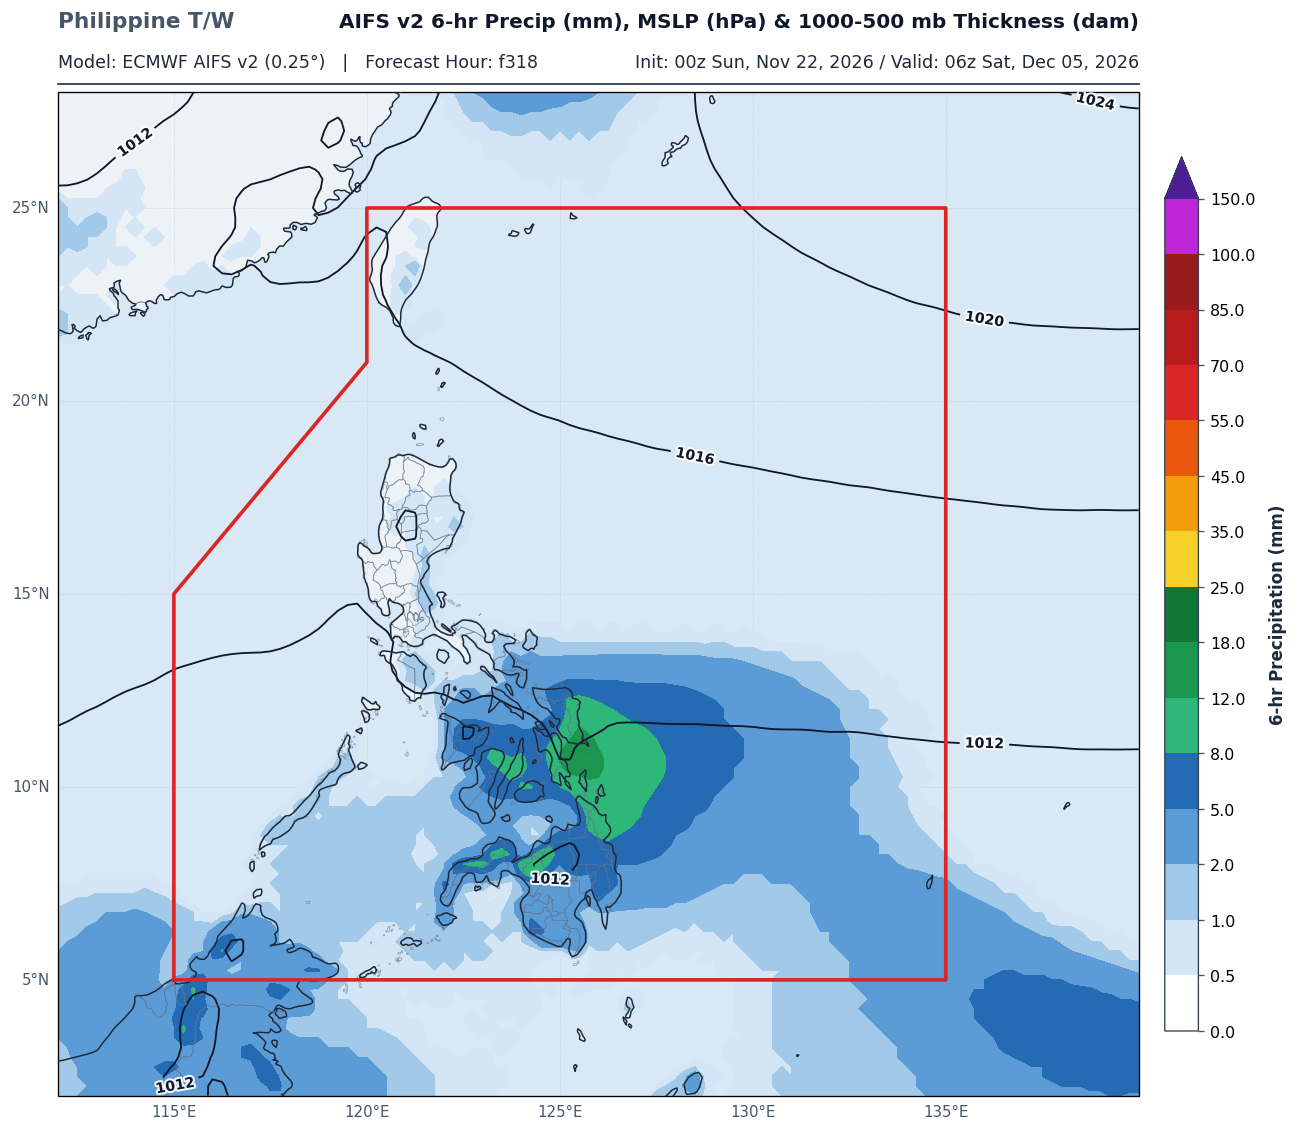 Philippine T/W
AIFS v2 6-hr Precip (mm), MSLP (hPa) & 1000-500 mb Thickness (dam)
Model: ECMWF AIFS v2 (0.25°) | Forecast Hour: f318
Init: 00z Sun, Nov 22, 2026 / Valid: 06z Sat, Dec 05, 2026
1024
1012
1020
1016
1012
1012
1012
25°N
20°N
15°N
10°N
5°N
115°E
120°E
125°E
130°E
135°E
150.0
100.0
85.0
70.0
55.0
45.0
35.0
25.0
18.0
12.0
8.0
5.0
2.0
1.0
0.5
0.0
6-hr Precipitation (mm)